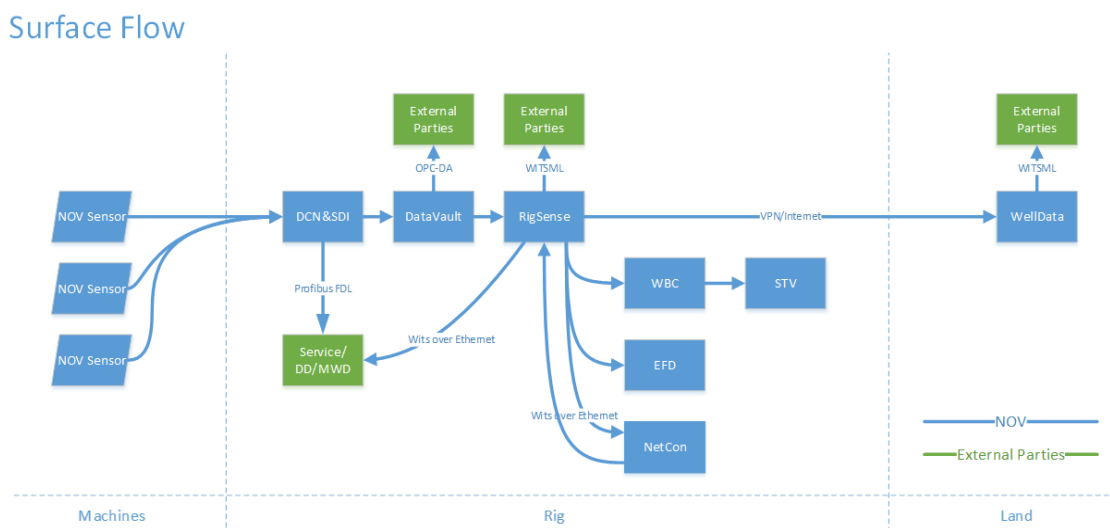 Surface Flow
External
Parties
External
Parties
External
Parties
OPC-DA
WITSML
WITSML
NOV Sensor
DCN&SDI
DataVault
RigSense
VPN/Internet
WellData
NOV Sensor
Profibus FDL
WBC
STV
NOV Sensor
Service/
DD/MWD
Wits over Ethernet
EFD
Wits over Ethernet
NetCon
NOV
External Parties
Machines
Rig
Land